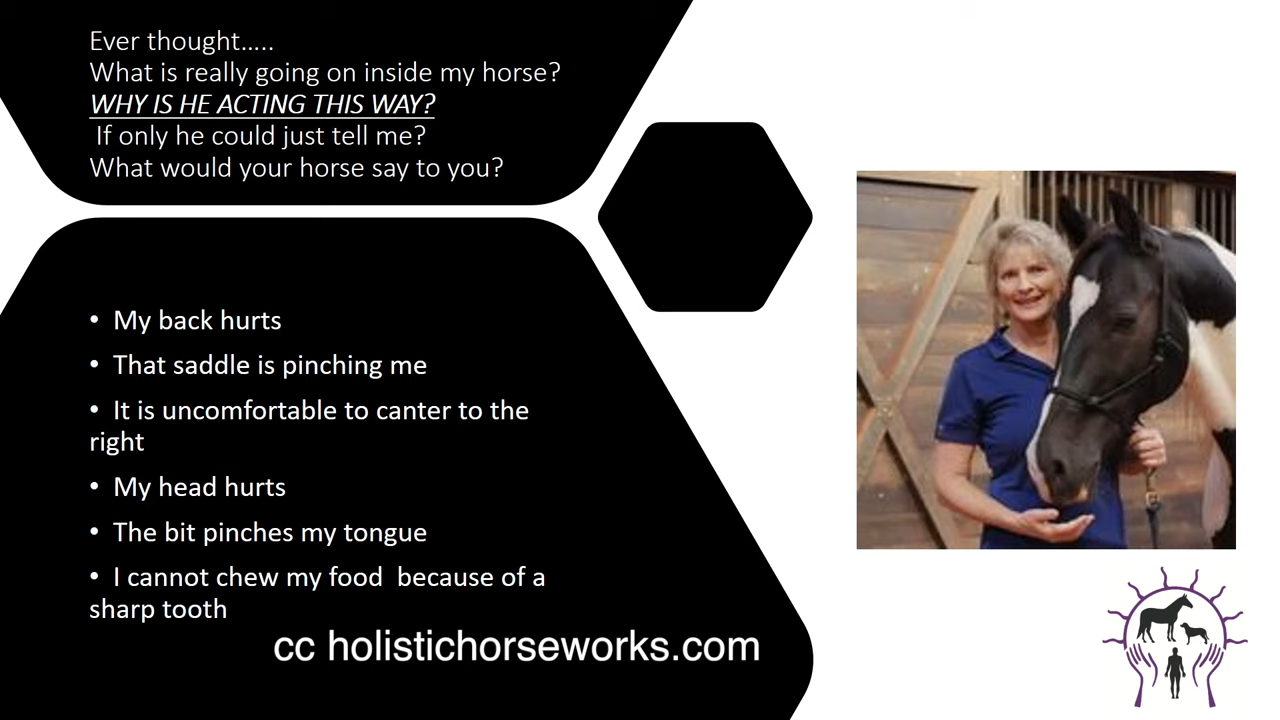 Ever thought.....
What is really going on inside my horse?
WHY IS HE ACTING THIS WAY?
If only he could just tell me?
What would your horse say to you?
• My back hurts
• That saddle is pinching me
• It is uncomfortable to canter to the
right
• My head hurts
• The bit pinches my tongue
• I cannot chew my food because of a
sharp tooth
cc holistichorseworks.com